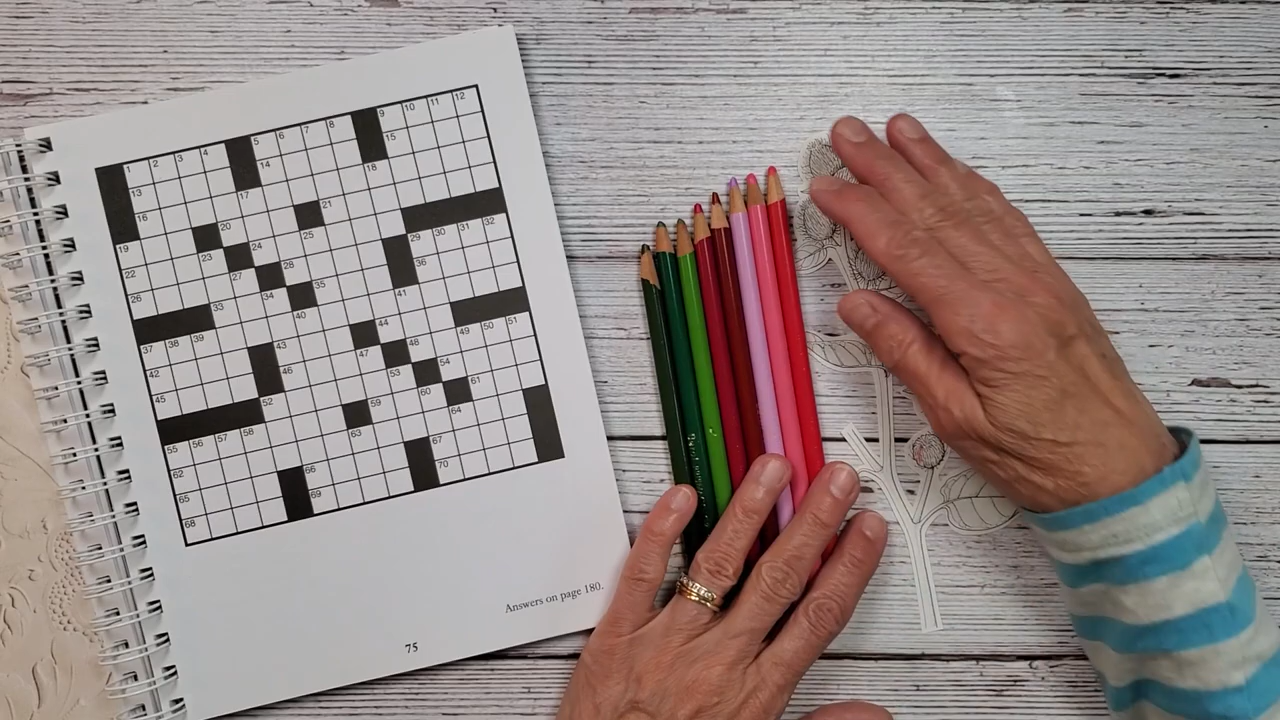 1 2 3 4 5 6 7 8 9 10 11 12
13 14 15
16 17 18
19 20 21
22 23 24 25 29 30 31 32
26 27 28 36
33 34 35
37 38 39 40 41
42 43 44 49 50 51
45 46 47 48
52 53 54
55 56 57 58 59 60 61
62 63 64
65 66 67
68 69 70
Answers on page 180.
75